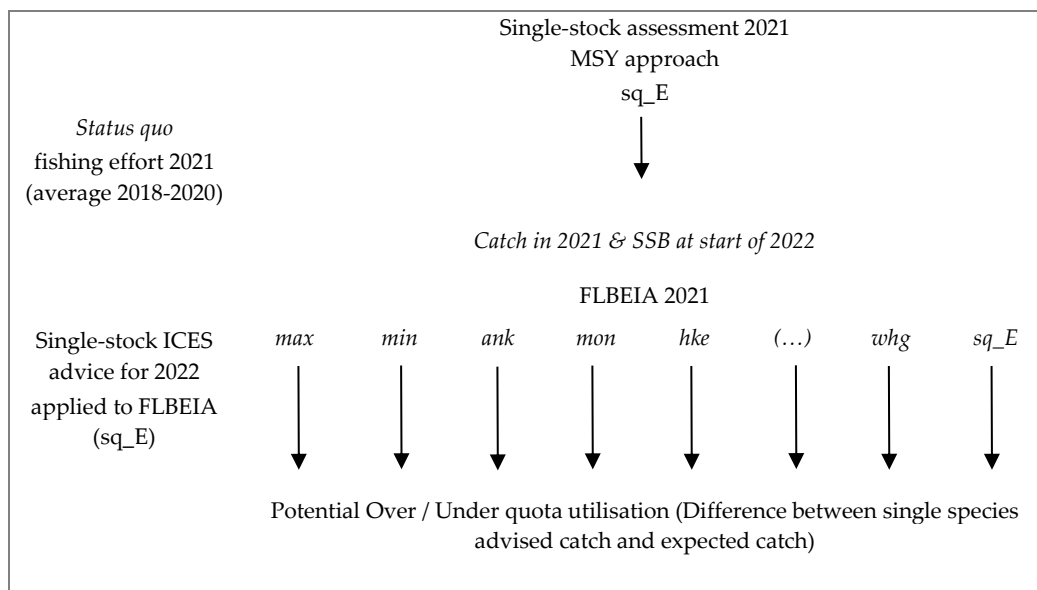 Single-stock assessment 2021
MSY approach
sq_E
Status quo
fishing effort 2021
(average 2018-2020)
Catch in 2021 & SSB at start of 2022
FLBEIA 2021
Single-stock ICES
advice for 2022
applied to FLBEIA
(sq_E)
max min ank mon hke (…) whg sq_E
Potential Over / Under quota utilisation (Difference between single species
advised catch and expected catch)